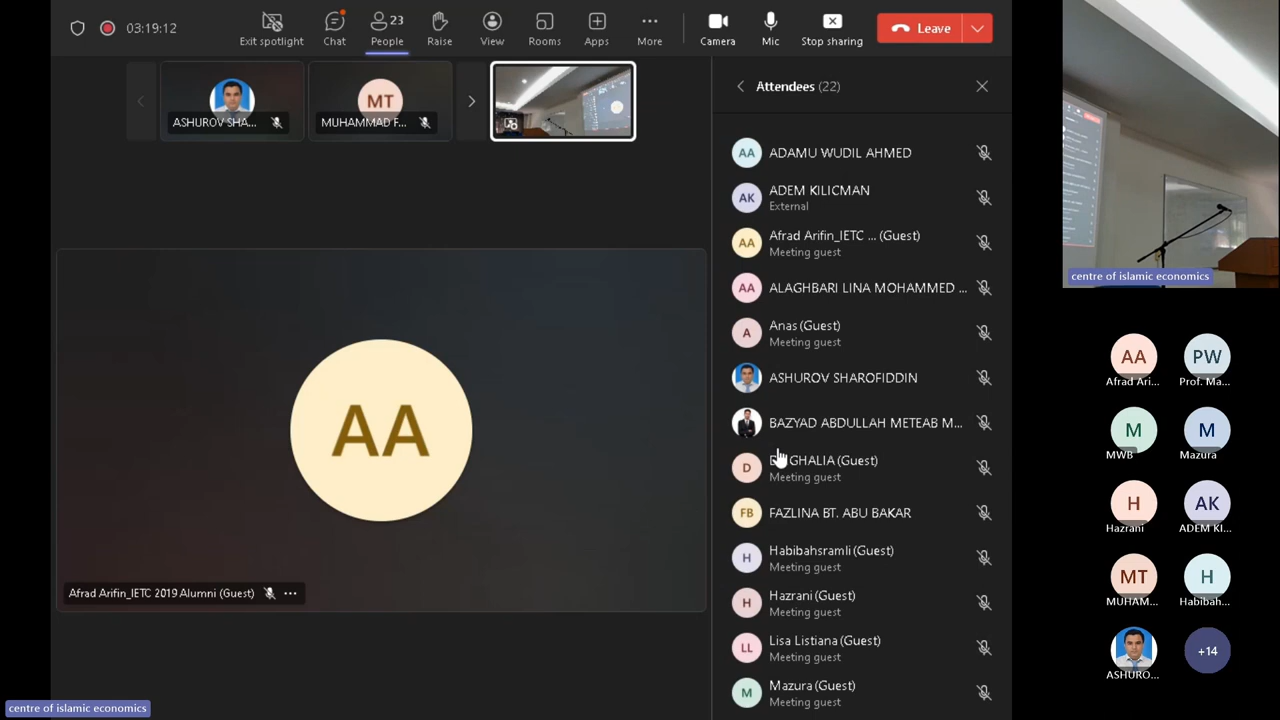 03:19:12
Exit spotlight
Chat
23
People
Raise
View
Rooms
Apps
More
Camera
Mic
Stop sharing
Leave
ASHUROV SHA...
MT
MUHAMMAD F...
Attendees (22)
AA
ADAMU WUDIL AHMED
AK
ADEM KILICMAN
External
AA
Afrad Arifin_IETC ... (Guest)
Meeting guest
AA
ALAGHBARI LINA MOHAMMED ...
A
Anas (Guest)
Meeting guest
ASHUROV SHAROFIDDIN
BAZYAD ABDULLAH METEAB M...
D
GHALIA (Guest)
Meeting guest
FB
FAZLINA BT. ABU BAKAR
H
Habibahsramli (Guest)
Meeting guest
H
Hazrani (Guest)
Meeting guest
LL
Lisa Listiana (Guest)
Meeting guest
M
Mazura (Guest)
Meeting guest
AA
Afrad Arifin_IETC 2019 Alumni (Guest)
centre of islamic economics
centre of islamic economics
AA
Afrad Ari...
PW
Prof. Ma...
M
MWB
M
Mazura
H
Hazrani
AK
ADEM KI...
MT
MUHAM...
H
Habibah...
ASHURO...
+14